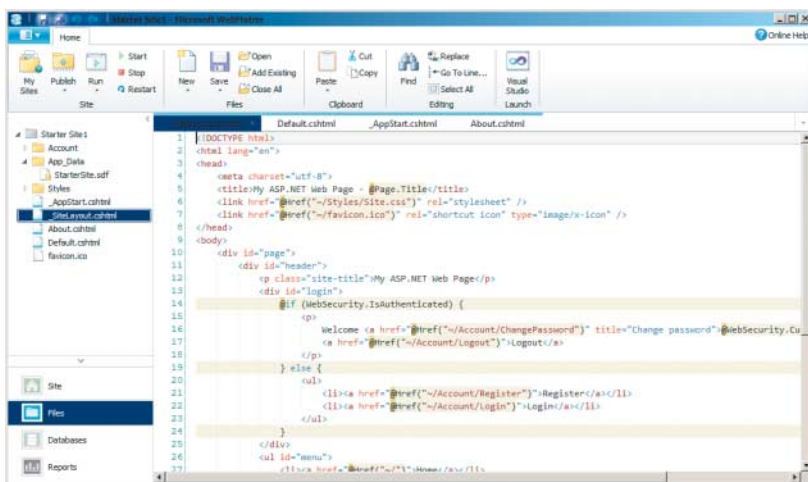 Starter Site1 - Microsoft WebMatrix
Home
Online Help
My Sites
Publish
Run
Start
Stop
Restart
Site
New
Save
Open
Add Existing
Close All
Files
Paste
Cut
Copy
Clipboard
Find
Replace
Go To Line...
Select All
Editing
Visual Studio
Launch
Starter Site1
Account
App_Data
StarterSite.sdf
Styles
_AppStart.cshtml
_SiteLayout.cshtml
About.cshtml
Default.cshtml
favicon.ico
Site
Files
Databases
Reports
Default.cshtml
_AppStart.cshtml
About.cshtml
1 <!DOCTYPE html>
2 <html lang="en">
3 <head>
4 <meta charset="utf-8">
5 <title>My ASP.NET Web Page - @Page.Title</title>
6 <link href="@Href("~/Styles/Site.css")" rel="stylesheet" />
7 <link href="@Href("~/favicon.ico")" rel="shortcut icon" type="image/x-icon" />
8 </head>
9 <body>
10 <div id="page">
11 <div id="header">
12 <p class="site-title">My ASP.NET Web Page</p>
13 <div id="login">
14 @if (WebSecurity.IsAuthenticated) {
15 <p>
16 Welcome <a href="@Href("~/Account/ChangePassword")" title="Change password">@WebSecurity.Cu
17 <a href="@Href("~/Account/Logout")">Logout</a>
18 </p>
19 } else {
20 <ul>
21 <li><a href="@Href("~/Account/Register")">Register</a></li>
22 <li><a href="@Href("~/Account/Login")">Login</a></li>
23 </ul>
24 }
25 </div>
26 <ul id="menu">
27 <li><a href="@Href("~/")">Home</a></li>